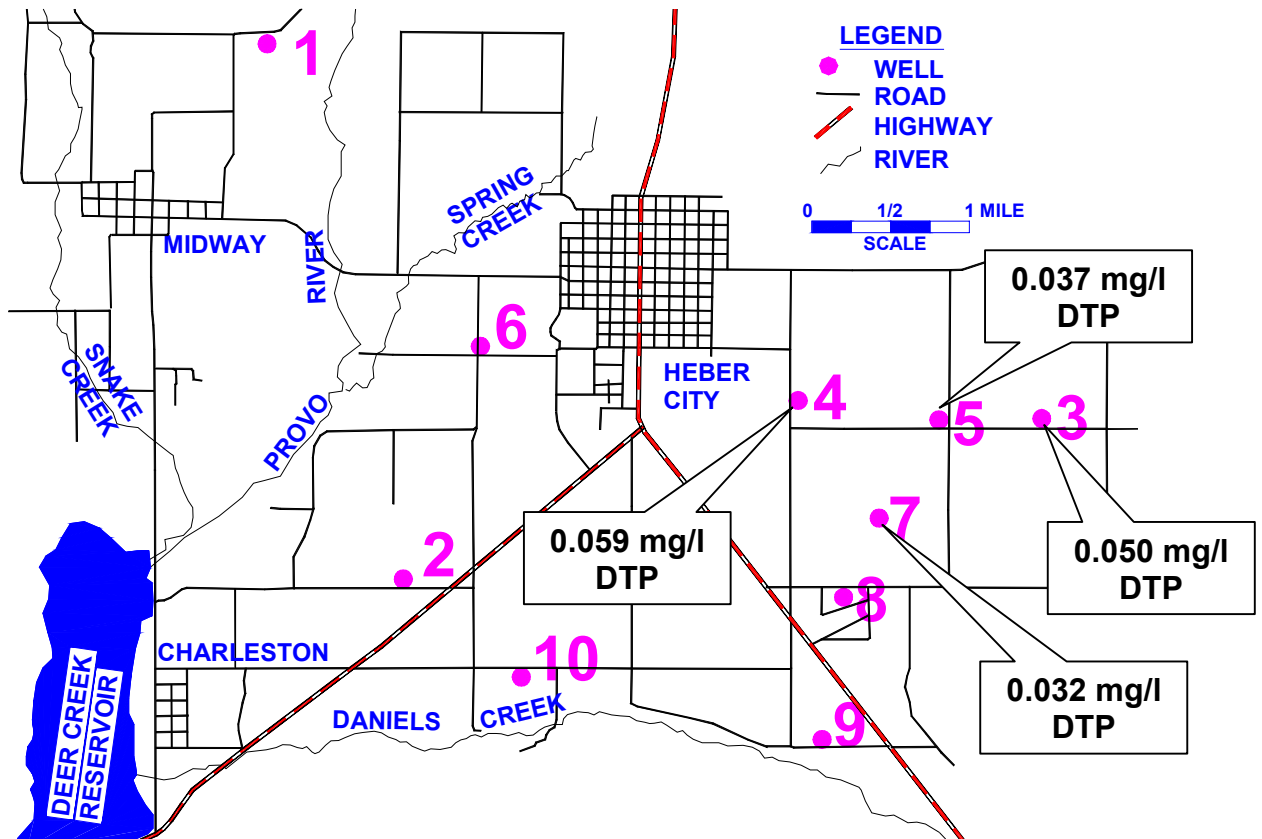 1
LEGEND
WELL
ROAD
HIGHWAY
RIVER
0 1/2 1 MILE
SCALE
SPRING
CREEK
MIDWAY
RIVER
0.037 mg/l
DTP
6
SNAKE
CREEK
HEBER
CITY
4
5
3
PROVO
7
0.059 mg/l
DTP
0.050 mg/l
DTP
2
8
CHARLESTON
10
0.032 mg/l
DTP
DEER CREEK
RESERVOIR
DANIELS
CREEK
9